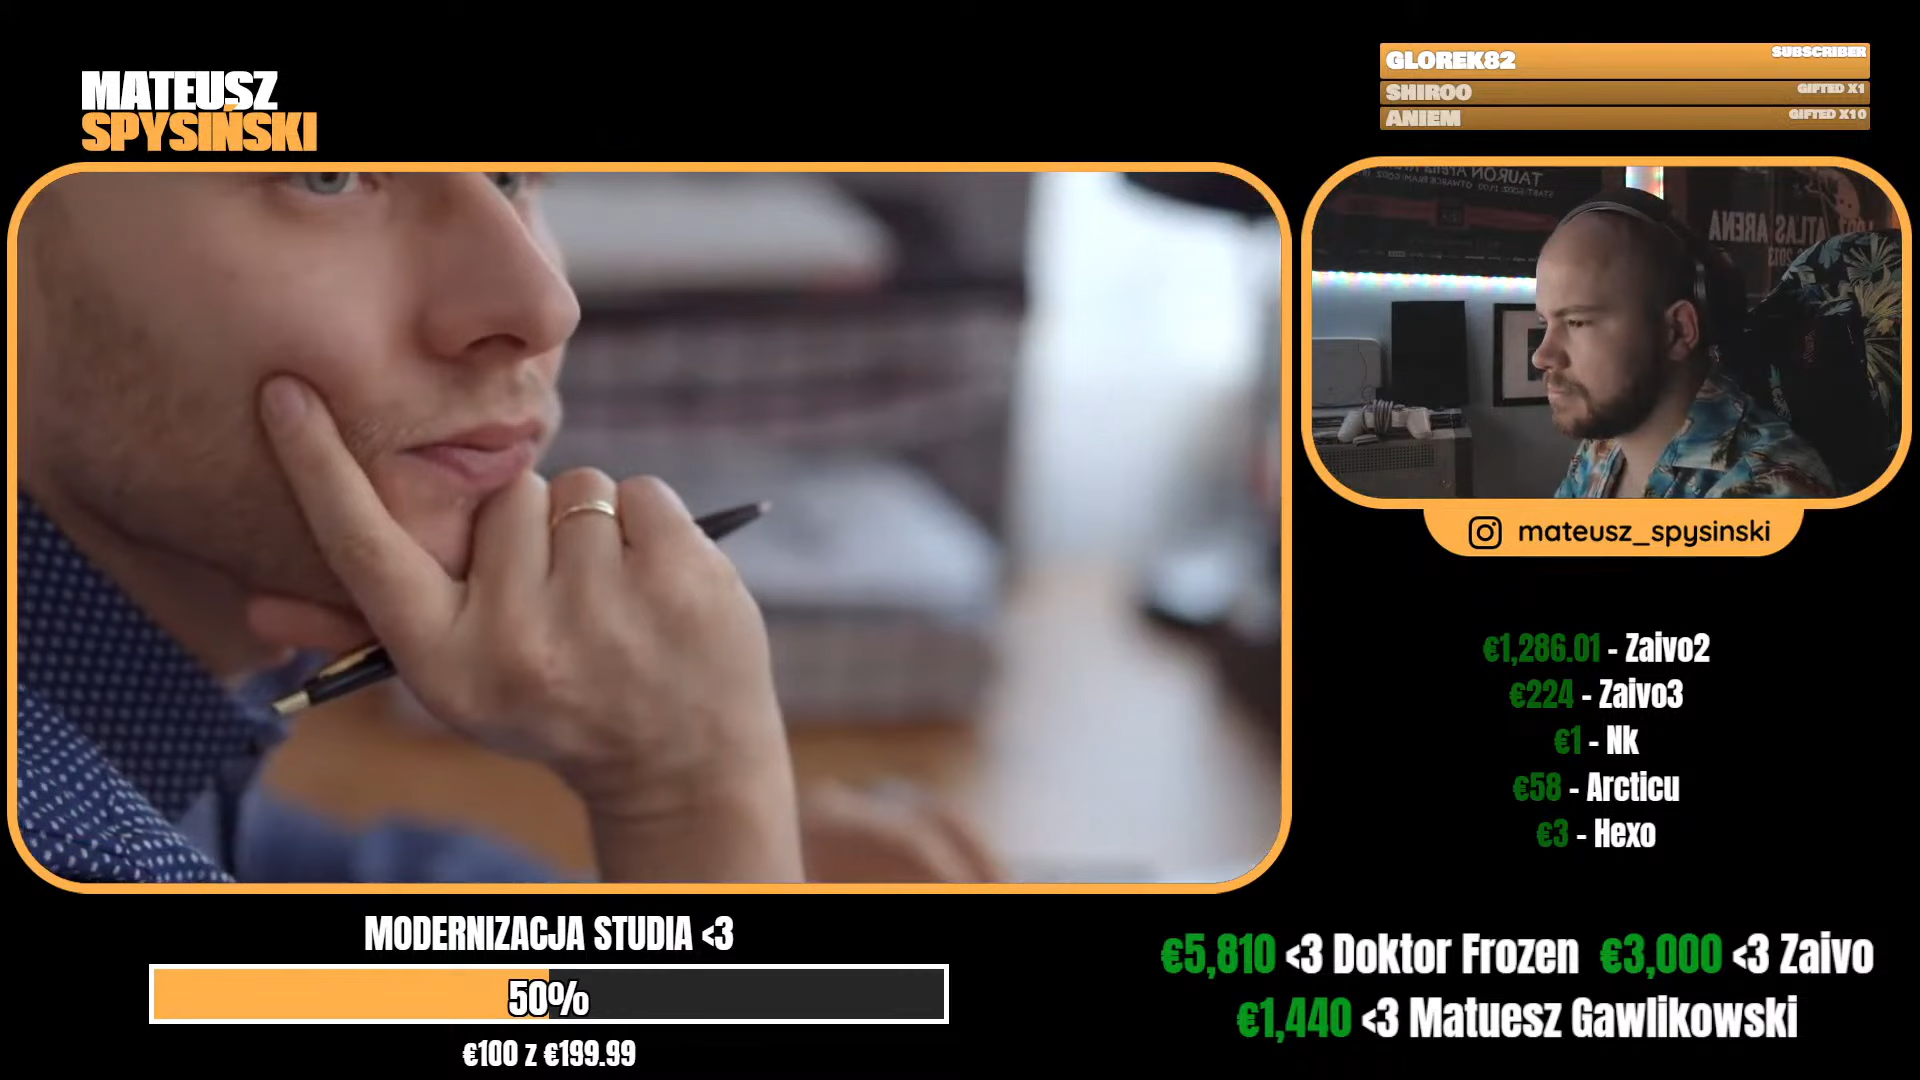 MATEUSZ
SPYSIŃSKI
GLOREK82 SUBSCRIBER
SHIROO GIFTED X1
ANIEM GIFTED X10
TAURON Arena
ATLAS ARENA
2013
mateusz_spysinski
€1,286.01 - Zaivo2
€224 - Zaivo3
€1 - Nk
€58 - Arcticu
€3 - Hexo
MODERNIZACJA STUDIA <3
50%
€100 z €199.99
€5,810 <3 Doktor Frozen €3,000 <3 Zaivo
€1,440 <3 Matuesz Gawlikowski